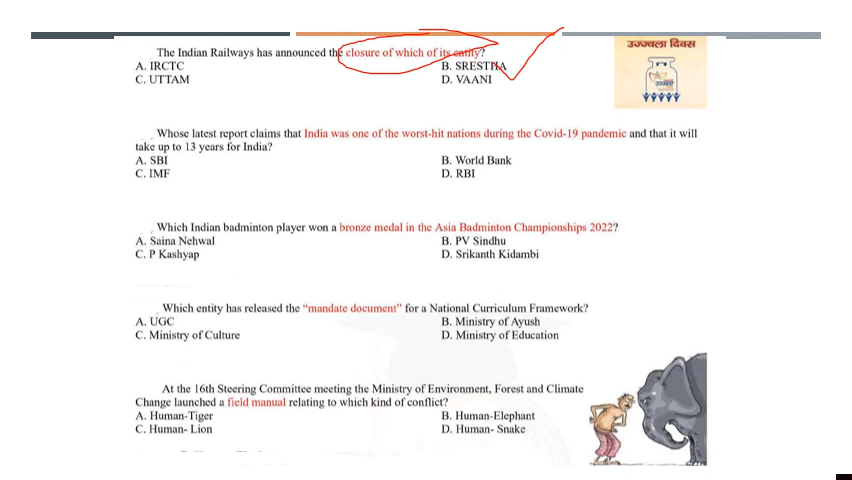 उज्ज्वला दिवस
The Indian Railways has announced the closure of which of its entity?
A. IRCTC B. SRESTHA
C. UTTAM D. VAANI
Whose latest report claims that India was one of the worst-hit nations during the Covid-19 pandemic and that it will
take up to 13 years for India?
A. SBI B. World Bank
C. IMF D. RBI
Which Indian badminton player won a bronze medal in the Asia Badminton Championships 2022?
A. Saina Nehwal B. PV Sindhu
C. P Kashyap D. Srikanth Kidambi
Which entity has released the “mandate document” for a National Curriculum Framework?
A. UGC B. Ministry of Ayush
C. Ministry of Culture D. Ministry of Education
At the 16th Steering Committee meeting the Ministry of Environment, Forest and Climate
Change launched a field manual relating to which kind of conflict?
A. Human-Tiger B. Human-Elephant
C. Human- Lion D. Human- Snake